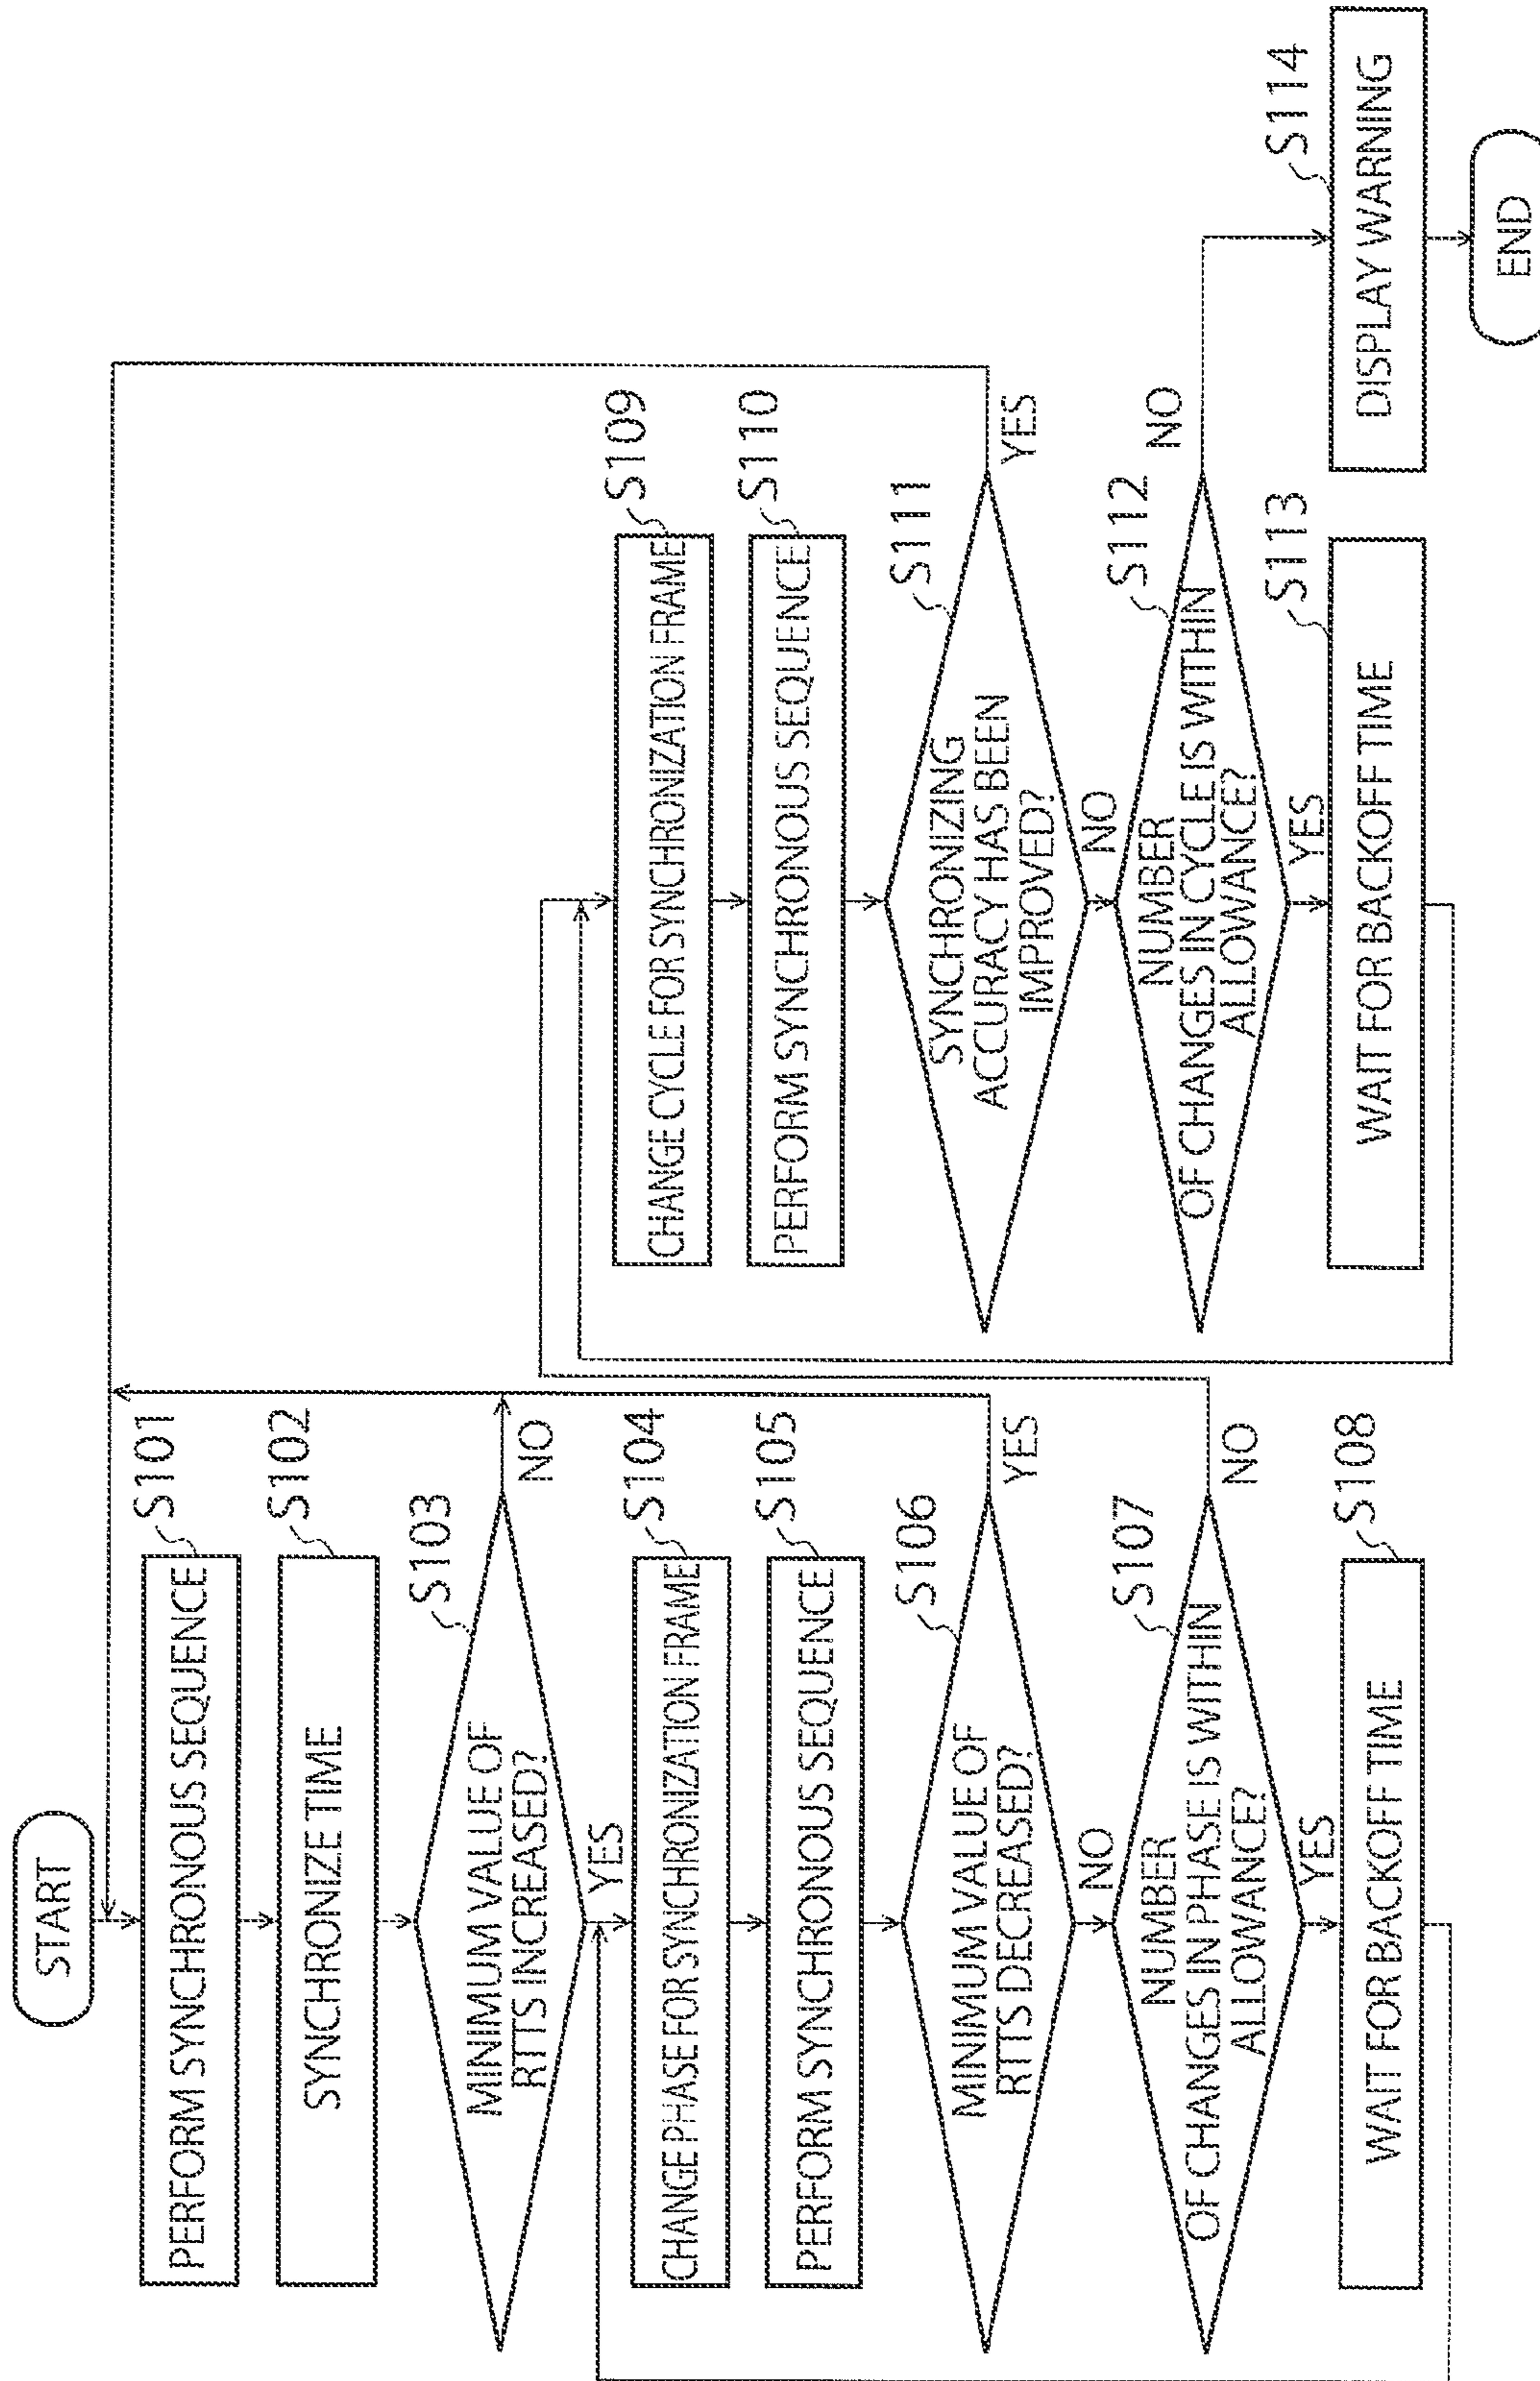 START
PERFORM SYNCHRONOUS SEQUENCE
S101
SYNCHRONIZE TIME
S102
MINIMUM VALUE OF
RTTS INCREASED?
S103
NO
YES
CHANGE PHASE FOR SYNCHRONIZATION FRAME
S104
PERFORM SYNCHRONOUS SEQUENCE
S105
MINIMUM VALUE OF
RTTS DECREASED?
S106
YES
NO
NUMBER
OF CHANGES IN PHASE IS WITHIN
ALLOWANCE?
S107
NO
YES
WAIT FOR BACKOFF TIME
S108
CHANGE CYCLE FOR SYNCHRONIZATION FRAME
S109
PERFORM SYNCHRONOUS SEQUENCE
S110
SYNCHRONIZING
ACCURACY HAS BEEN
IMPROVED?
S111
YES
NO
NUMBER
OF CHANGES IN CYCLE IS WITHIN
ALLOWANCE?
S112
NO
YES
WAIT FOR BACKOFF TIME
S113
DISPLAY WARNING
S114
END